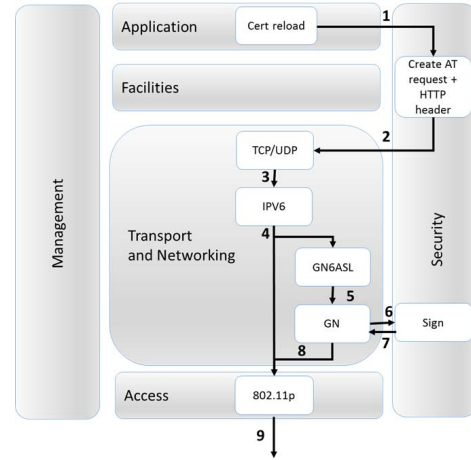 Application
Cert reload
1
Create AT
request +
HTTP
header
Facilities
2
TCP/UDP
3
IPV6
4
Transport
and Networking
GN6ASL
5
GN
6
7
Sign
8
Access
802.11p
9
Management
Security